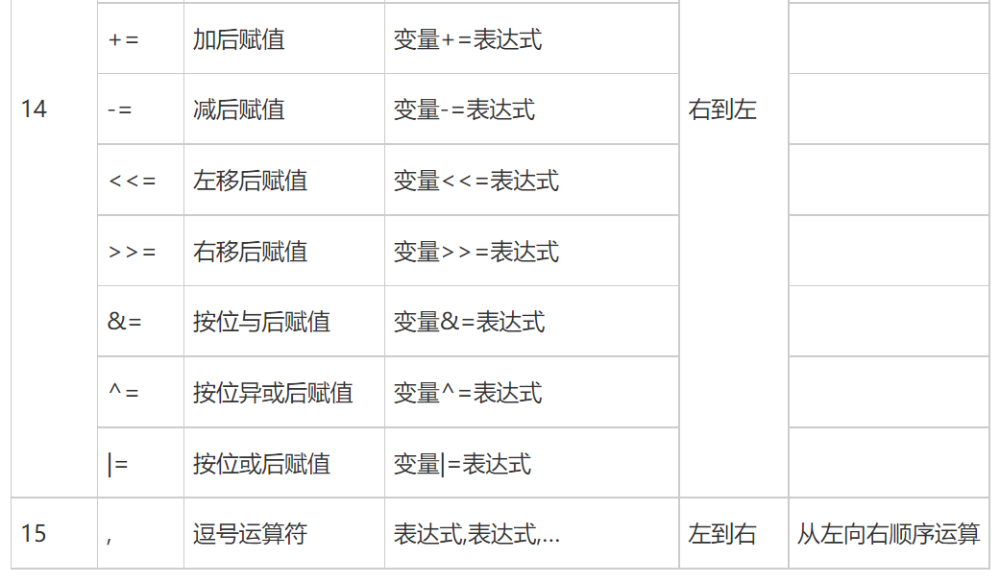 += 加后赋值 变量+=表达式
14 -= 减后赋值 变量-=表达式 右到左
<<= 左移后赋值 变量<<=表达式
>>= 右移后赋值 变量>>=表达式
&= 按位与后赋值 变量&=表达式
^= 按位异或后赋值 变量^=表达式
|= 按位或后赋值 变量|=表达式
15 , 逗号运算符 表达式,表达式,... 左到右 从左向右顺序运算